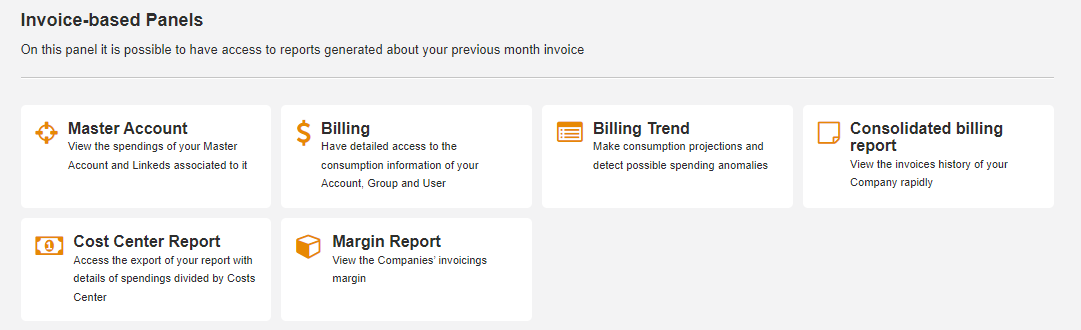 Invoice-based Panels
On this panel it is possible to have access to reports generated about your previous month invoice
Master Account
View the spendings of your Master
Account and Linkeds associated to it
Billing
Have detailed access to the
consumption information of your
Account, Group and User
Billing Trend
Make consumption projections and
detect possible spending anomalies
Consolidated billing
report
View the invoices history of your
Company rapidly
Cost Center Report
Access the export of your report with
details of spendings divided by Costs
Center
Margin Report
View the Companies' invoicings
margin